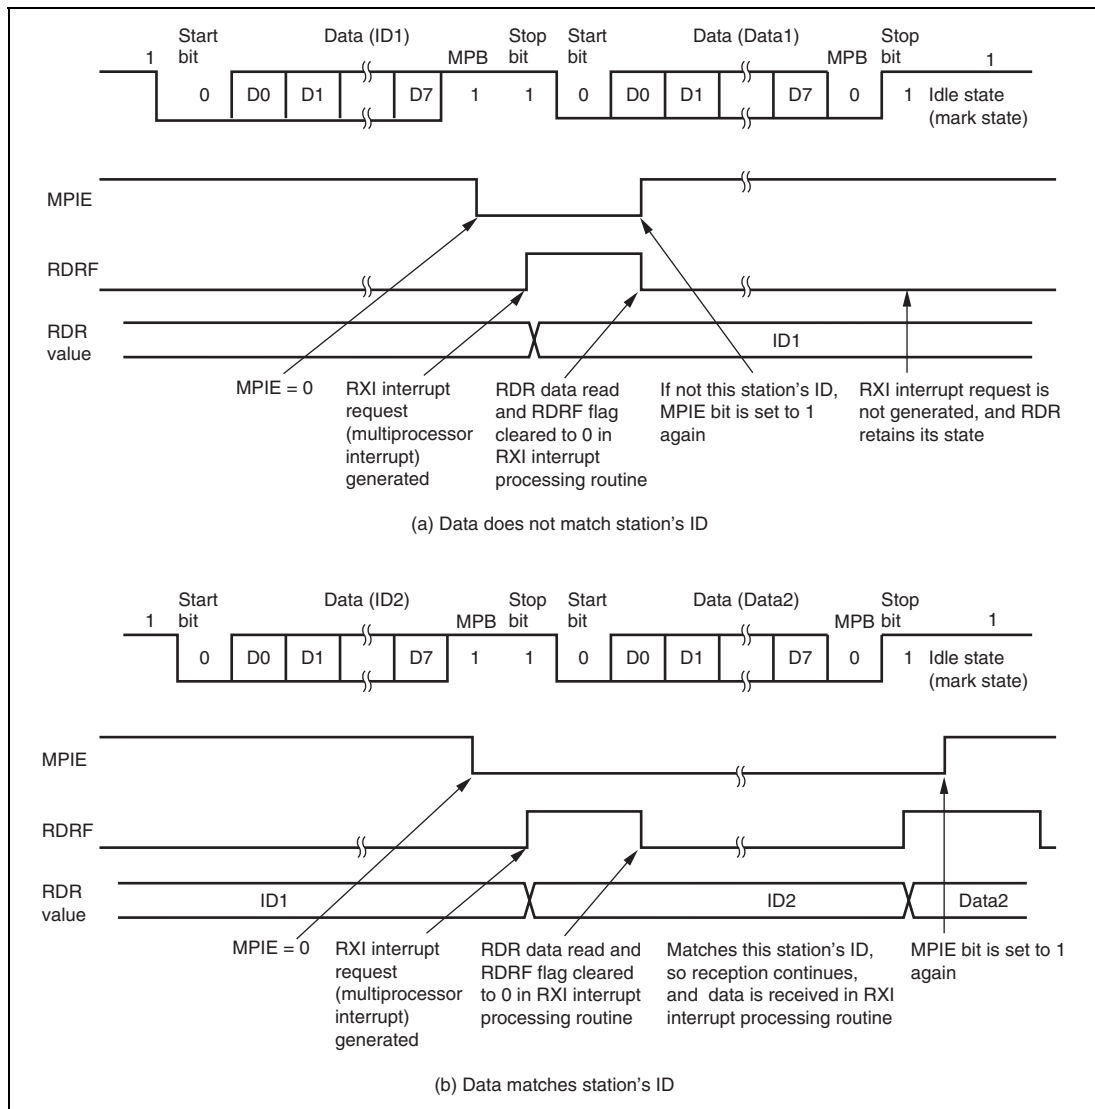 Start
bit
Data (ID1)
Stop
bit
Start
bit
Data (Data1)
Stop
bit
1
MPB
MPB
1
0 D0 D1 D7 1 1 0 D0 D1 D7 0 1 Idle state
(mark state)
MPIE
RDRF
RDR
value
ID1
MPIE = 0
RXI interrupt
request
(multiprocessor
interrupt)
generated
RDR data read
and RDRF flag
cleared to 0 in
RXI interrupt
processing routine
If not this station's ID,
MPIE bit is set to 1
again
RXI interrupt request is
not generated, and RDR
retains its state
(a) Data does not match station's ID
Start
bit
Data (ID2)
Stop
bit
Start
bit
Data (Data2)
Stop
bit
1
MPB
MPB
1
0 D0 D1 D7 1 1 0 D0 D1 D7 0 1 Idle state
(mark state)
MPIE
RDRF
RDR
value
ID1
ID2
Data2
MPIE = 0
RXI interrupt
request
(multiprocessor
interrupt)
generated
RDR data read and
RDRF flag cleared
to 0 in RXI interrupt
processing routine
Matches this station's ID,
so reception continues,
and data is received in RXI
interrupt processing routine
MPIE bit is set to 1
again
(b) Data matches station's ID